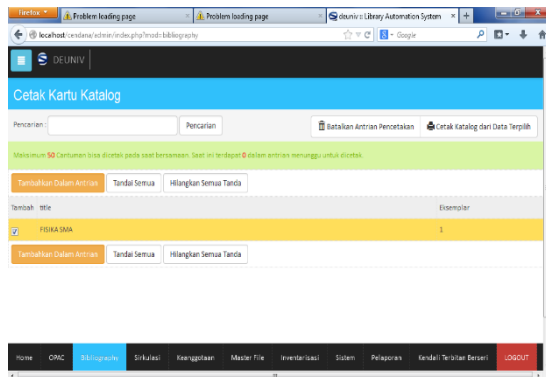 Firefox
Problem loading page
Problem loading page
deuniv :: Library Automation System
localhost/cendana/admin/index.php?mod=bibliography
Google
DEUNIV
Cetak Kartu Katalog
Pencarian :
Pencarian
Batalkan Antrian Pencetakan
Cetak Katalog dari Data Terpilih
Maksimum 50 Cantuman bisa dicetak pada saat bersamaan. Saat ini terdapat 0 dalam antrian menunggu untuk dicetak.
Tambahkan Dalam Antrian
Tandai Semua
Hilangkan Semua Tanda
Tambah title Eksemplar
FISIKA SMA 1
Tambahkan Dalam Antrian
Tandai Semua
Hilangkan Semua Tanda
Home OPAC Bibliography Sirkulasi Keanggotaan Master File Inventarisasi Sistem Pelaporan Kendali Terbitan Berseri LOGOUT